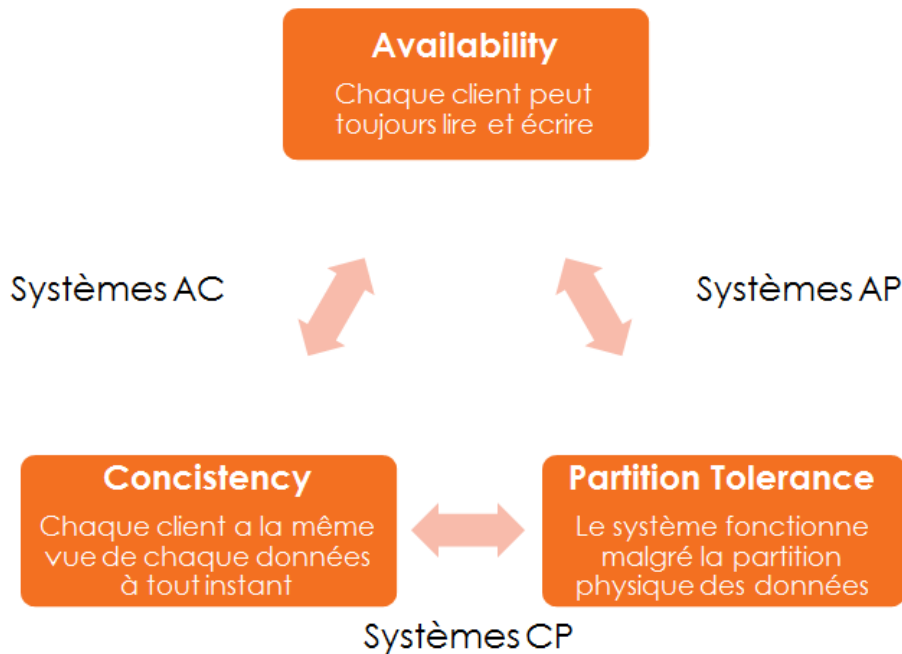 Availability
Chaque client peut
toujours lire et écrire
Systèmes AC
Systèmes AP
Concistency
Chaque client a la même
vue de chaque données
à tout instant
Partition Tolerance
Le système fonctionne
malgré la partition
physique des données
Systèmes CP